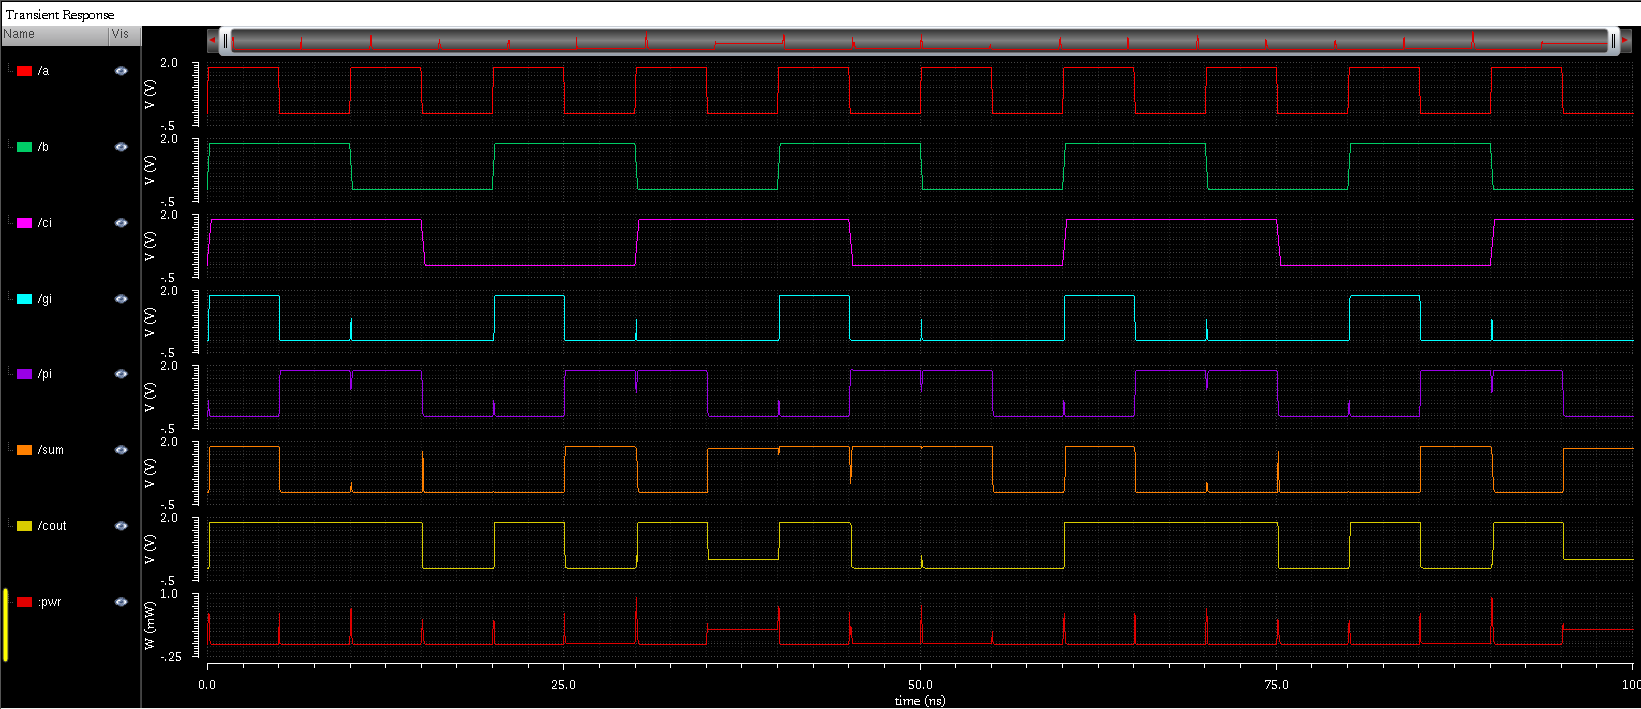 Transient Response
Name Vis
/a
/b
/ci
/gi
/pi
/sum
/cout
:pwr
2.0
V (V)
-.5
2.0
V (V)
-.5
2.0
V (V)
-.5
2.0
V (V)
-.5
2.0
V (V)
-.5
2.0
V (V)
-.5
2.0
V (V)
-.5
1.0
W (mW)
-.25
0.0 25.0 50.0 75.0 100
time (ns)